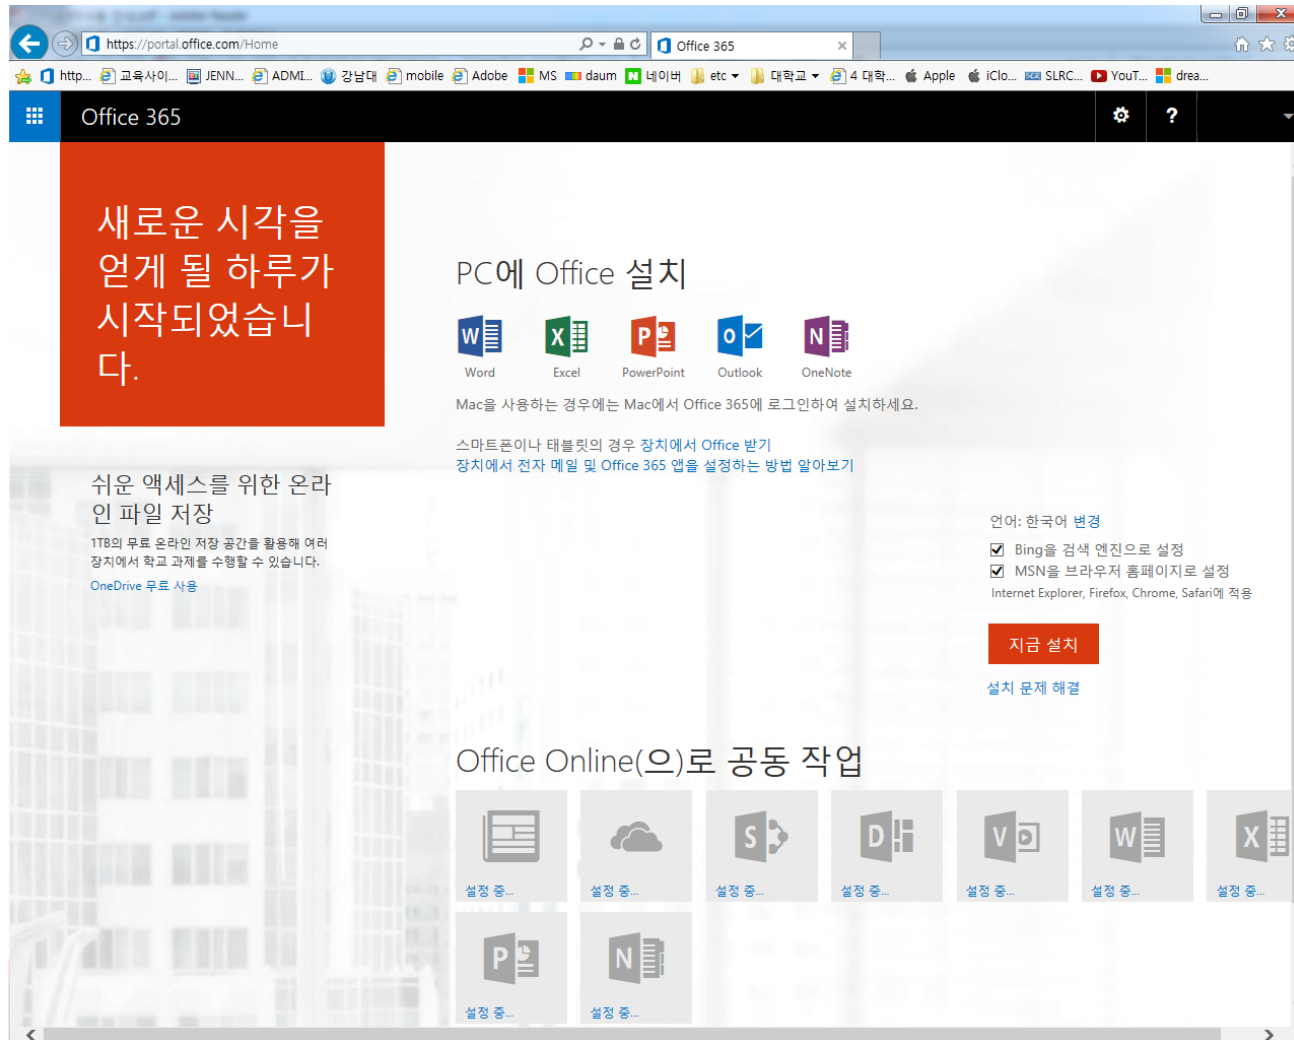 https://portal.office.com/Home
Office 365
http... 교육사이... JENN... ADMI... 강남대 mobile Adobe MS daum 네이버 etc 대학교 4 대학... Apple iClo... SLRC... YouT... drea...
Office 365
?
새로운 시각을
얻게 될 하루가
시작되었습니
다.
PC에 Office 설치
Word Excel PowerPoint Outlook OneNote
Mac을 사용하는 경우에는 Mac에서 Office 365에 로그인하여 설치하세요.
스마트폰이나 태블릿의 경우 장치에서 Office 받기
장치에서 전자 메일 및 Office 365 앱을 설정하는 방법 알아보기
쉬운 액세스를 위한 온라
인 파일 저장
1TB의 무료 온라인 저장 공간을 활용해 여러
장치에서 학교 과제를 수행할 수 있습니다.
OneDrive 무료 사용
언어: 한국어 변경
Bing을 검색 엔진으로 설정
MSN을 브라우저 홈페이지로 설정
Internet Explorer, Firefox, Chrome, Safari에 적용
지금 설치
설치 문제 해결
Office Online(으)로 공동 작업
설정 중... 설정 중... 설정 중... 설정 중... 설정 중... 설정 중... 설정 중...
설정 중... 설정 중...